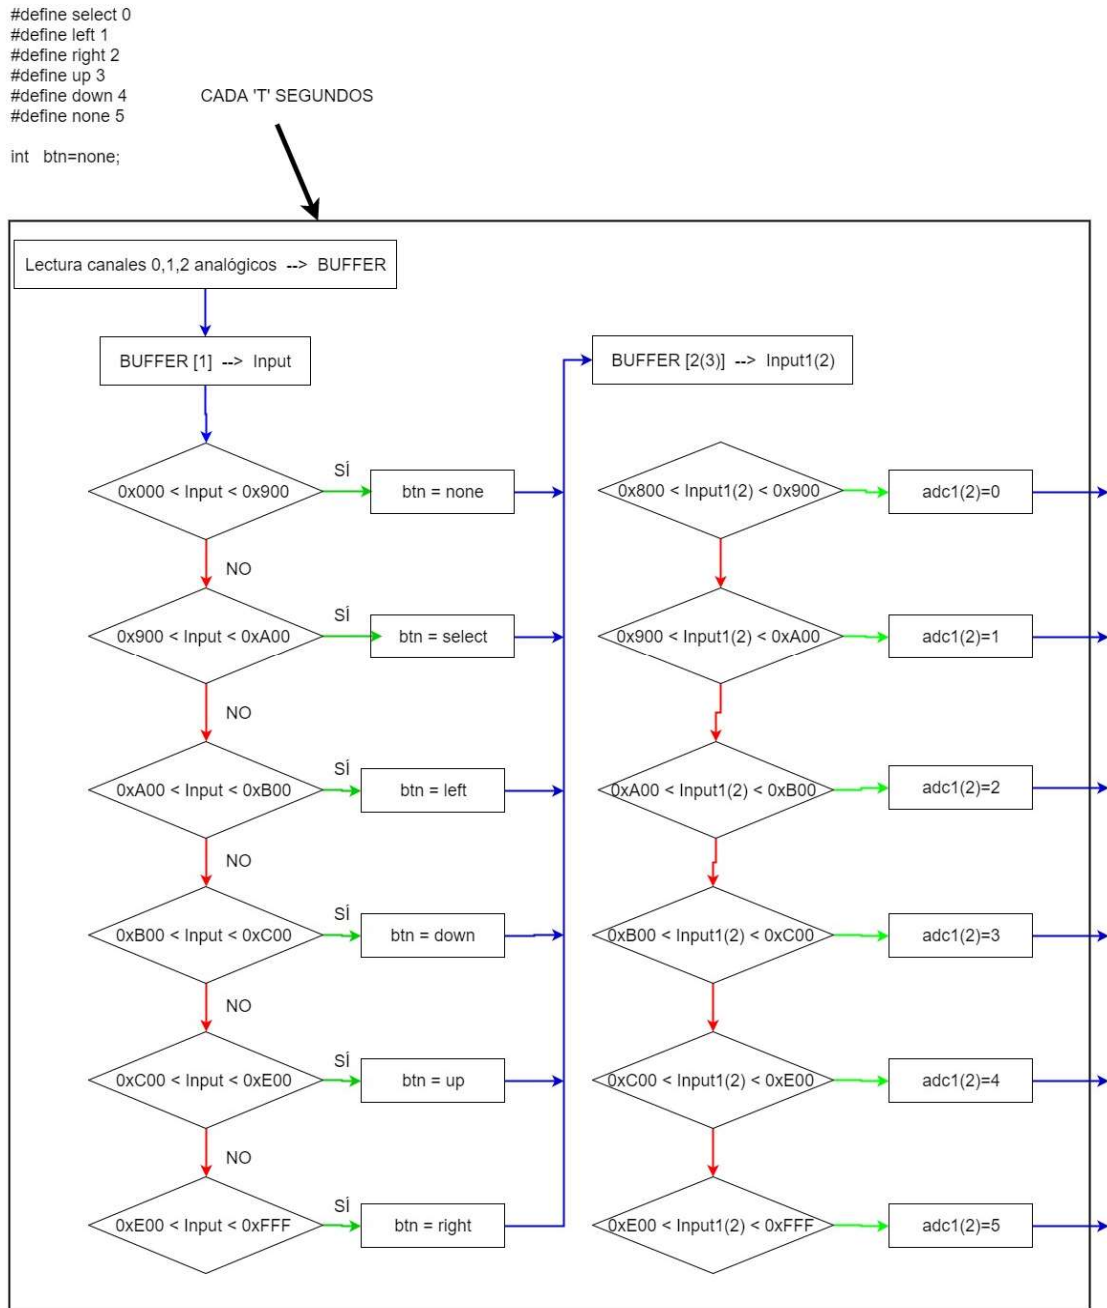 #define select 0
#define left 1
#define right 2
#define up 3
#define down 4
#define none 5
int btn=none;
CADA 'T' SEGUNDOS
Lectura canales 0,1,2 analógicos --> BUFFER
BUFFER [1] --> Input
0x000 < Input < 0x900
SÍ
btn = none
NO
0x900 < Input < 0xA00
SÍ
btn = select
NO
0xA00 < Input < 0xB00
SÍ
btn = left
NO
0xB00 < Input < 0xC00
SÍ
btn = down
NO
0xC00 < Input < 0xE00
SÍ
btn = up
NO
0xE00 < Input < 0xFFF
SÍ
btn = right
BUFFER [2(3)] --> Input1(2)
0x800 < Input1(2) < 0x900
adc1(2)=0
0x900 < Input1(2) < 0xA00
adc1(2)=1
0xA00 < Input1(2) < 0xB00
adc1(2)=2
0xB00 < Input1(2) < 0xC00
adc1(2)=3
0xC00 < Input1(2) < 0xE00
adc1(2)=4
0xE00 < Input1(2) < 0xFFF
adc1(2)=5